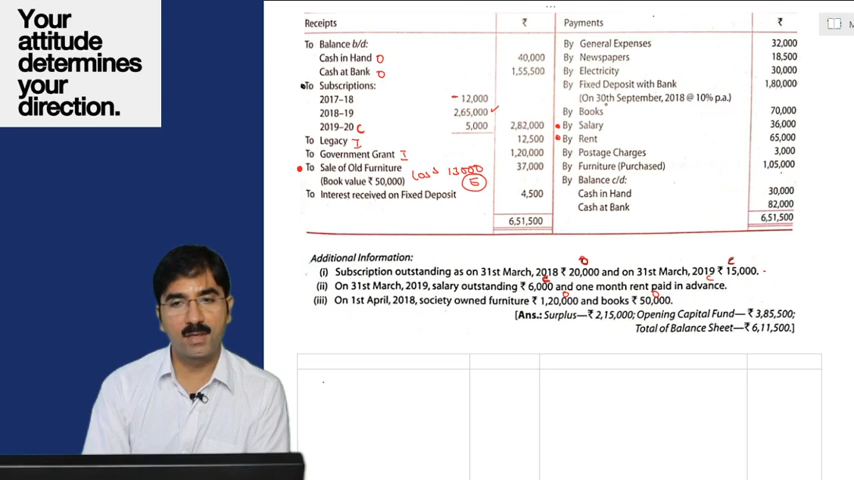 Your
attitude
determines
your
direction.
Receipts ₹ Payments ₹
To Balance b/d: By General Expenses 32,000
Cash in Hand O 40,000 By Newspapers 18,500
Cash at Bank O 1,55,500 By Electricity 30,000
To Subscriptions: By Fixed Deposit with Bank 1,80,000
2017–18 12,000 (On 30th September, 2018 @ 10% p.a.)
2018–19 2,65,000 ✓ By Books 70,000
2019–20 C 5,000 2,82,000 By Salary 36,000
To Legacy I 12,500 By Rent 65,000
To Government Grant I 1,20,000 By Postage Charges 3,000
To Sale of Old Furniture Loss 13000 37,000 By Furniture (Purchased) 1,05,000
(Book value ₹ 50,000) E By Balance c/d:
To Interest received on Fixed Deposit 4,500 Cash in Hand 30,000
Cash at Bank 82,000
6,51,500 6,51,500
Additional Information:
(i) Subscription outstanding as on 31st March, 2018 ₹ 20,000 and on 31st March, 2019 ₹ 15,000.
(ii) On 31st March, 2019, salary outstanding ₹ 6,000 and one month rent paid in advance.
(iii) On 1st April, 2018, society owned furniture ₹ 1,20,000 and books ₹ 50,000.
[Ans.: Surplus—₹ 2,15,000; Opening Capital Fund—₹ 3,85,500;
Total of Balance Sheet—₹ 6,11,500.]